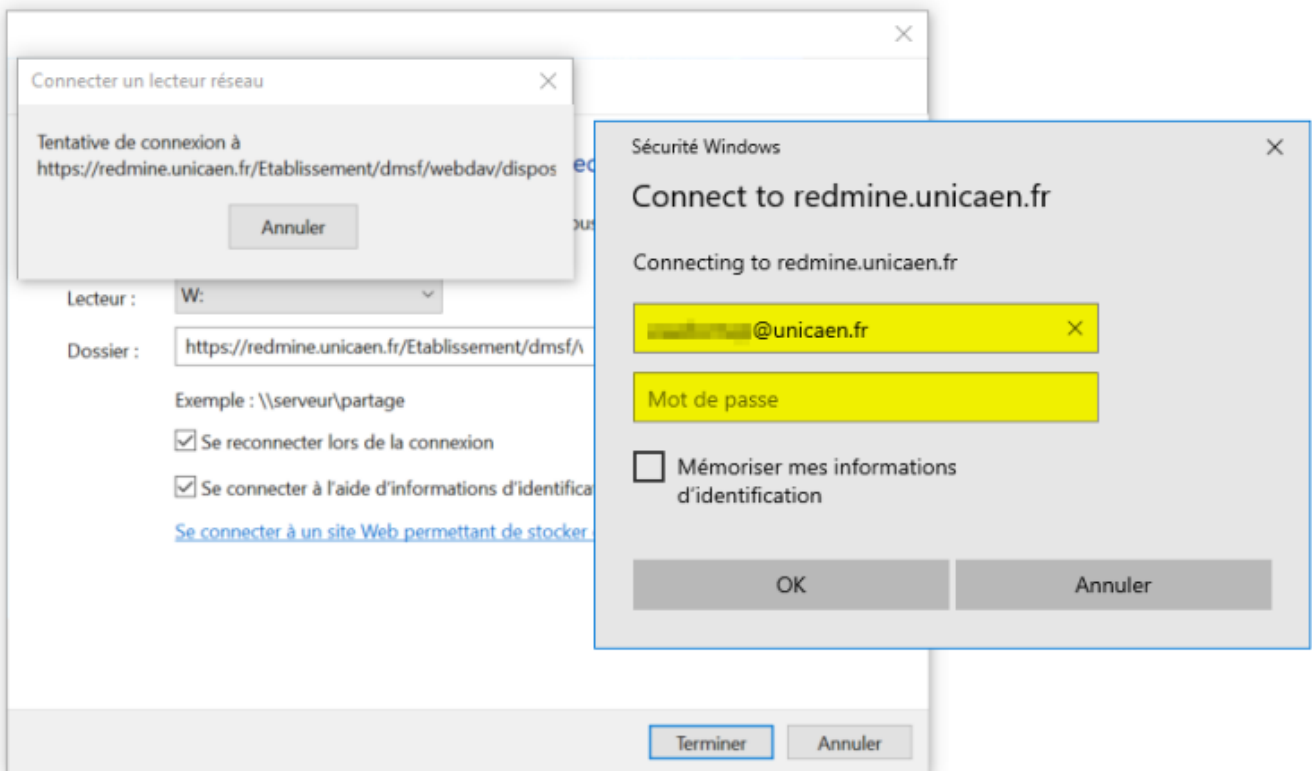 Connecter un lecteur réseau
Tentative de connexion à
https://redmine.unicaen.fr/Etablissement/dmsf/webdav/dispos
Annuler
Lecteur :
W:
Dossier :
https://redmine.unicaen.fr/Etablissement/dmsf/
Exemple : \\serveur\partage
Se reconnecter lors de la connexion
Se connecter à l'aide d'informations d'identifica
Se connecter à un site Web permettant de stocker
Terminer
Annuler
Sécurité Windows
Connect to redmine.unicaen.fr
Connecting to redmine.unicaen.fr
@unicaen.fr
Mot de passe
Mémoriser mes informations
d'identification
OK
Annuler